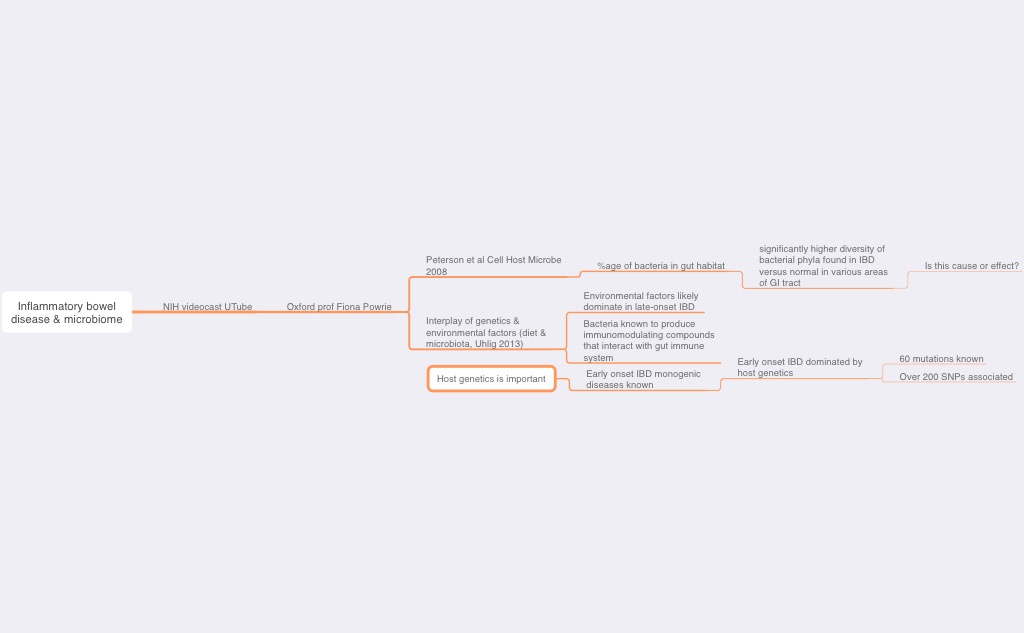 Inflammatory bowel
disease & microbiome
NIH videocast UTube
Oxford prof Fiona Powrie
Peterson et al Cell Host Microbe
2008
%age of bacteria in gut habitat
significantly higher diversity of
bacterial phyla found in IBD
versus normal in various areas
of GI tract
Is this cause or effect?
Interplay of genetics &
environmental factors (diet &
microbiota, Uhlig 2013)
Environmental factors likely
dominate in late-onset IBD
Bacteria known to produce
immunomodulating compounds
that interact with gut immune
system
Host genetics is important
Early onset IBD monogenic
diseases known
Early onset IBD dominated by
host genetics
60 mutations known
Over 200 SNPs associated